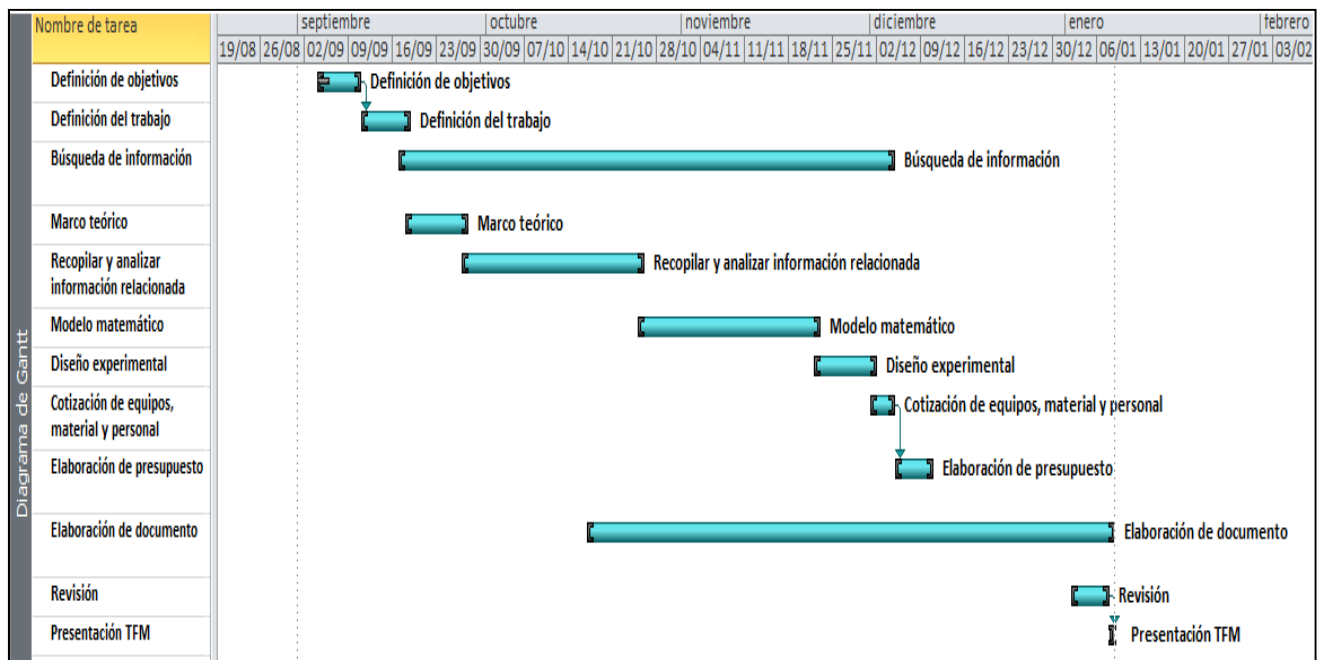 Nombre de tarea
septiembre octubre noviembre diciembre enero febrero
19/08 26/08 02/09 09/09 16/09 23/09 30/09 07/10 14/10 21/10 28/10 04/11 11/11 18/11 25/11 02/12 09/12 16/12 23/12 30/12 06/01 13/01 20/01 27/01 03/02
Diagrama de Gantt
Definición de objetivos
Definición de objetivos
Definición del trabajo
Definición del trabajo
Búsqueda de información
Búsqueda de información
Marco teórico
Marco teórico
Recopilar y analizar
información relacionada
Recopilar y analizar información relacionada
Modelo matemático
Modelo matemático
Diseño experimental
Diseño experimental
Cotización de equipos,
material y personal
Cotización de equipos, material y personal
Elaboración de presupuesto
Elaboración de presupuesto
Elaboración de documento
Elaboración de documento
Revisión
Revisión
Presentación TFM
Presentación TFM